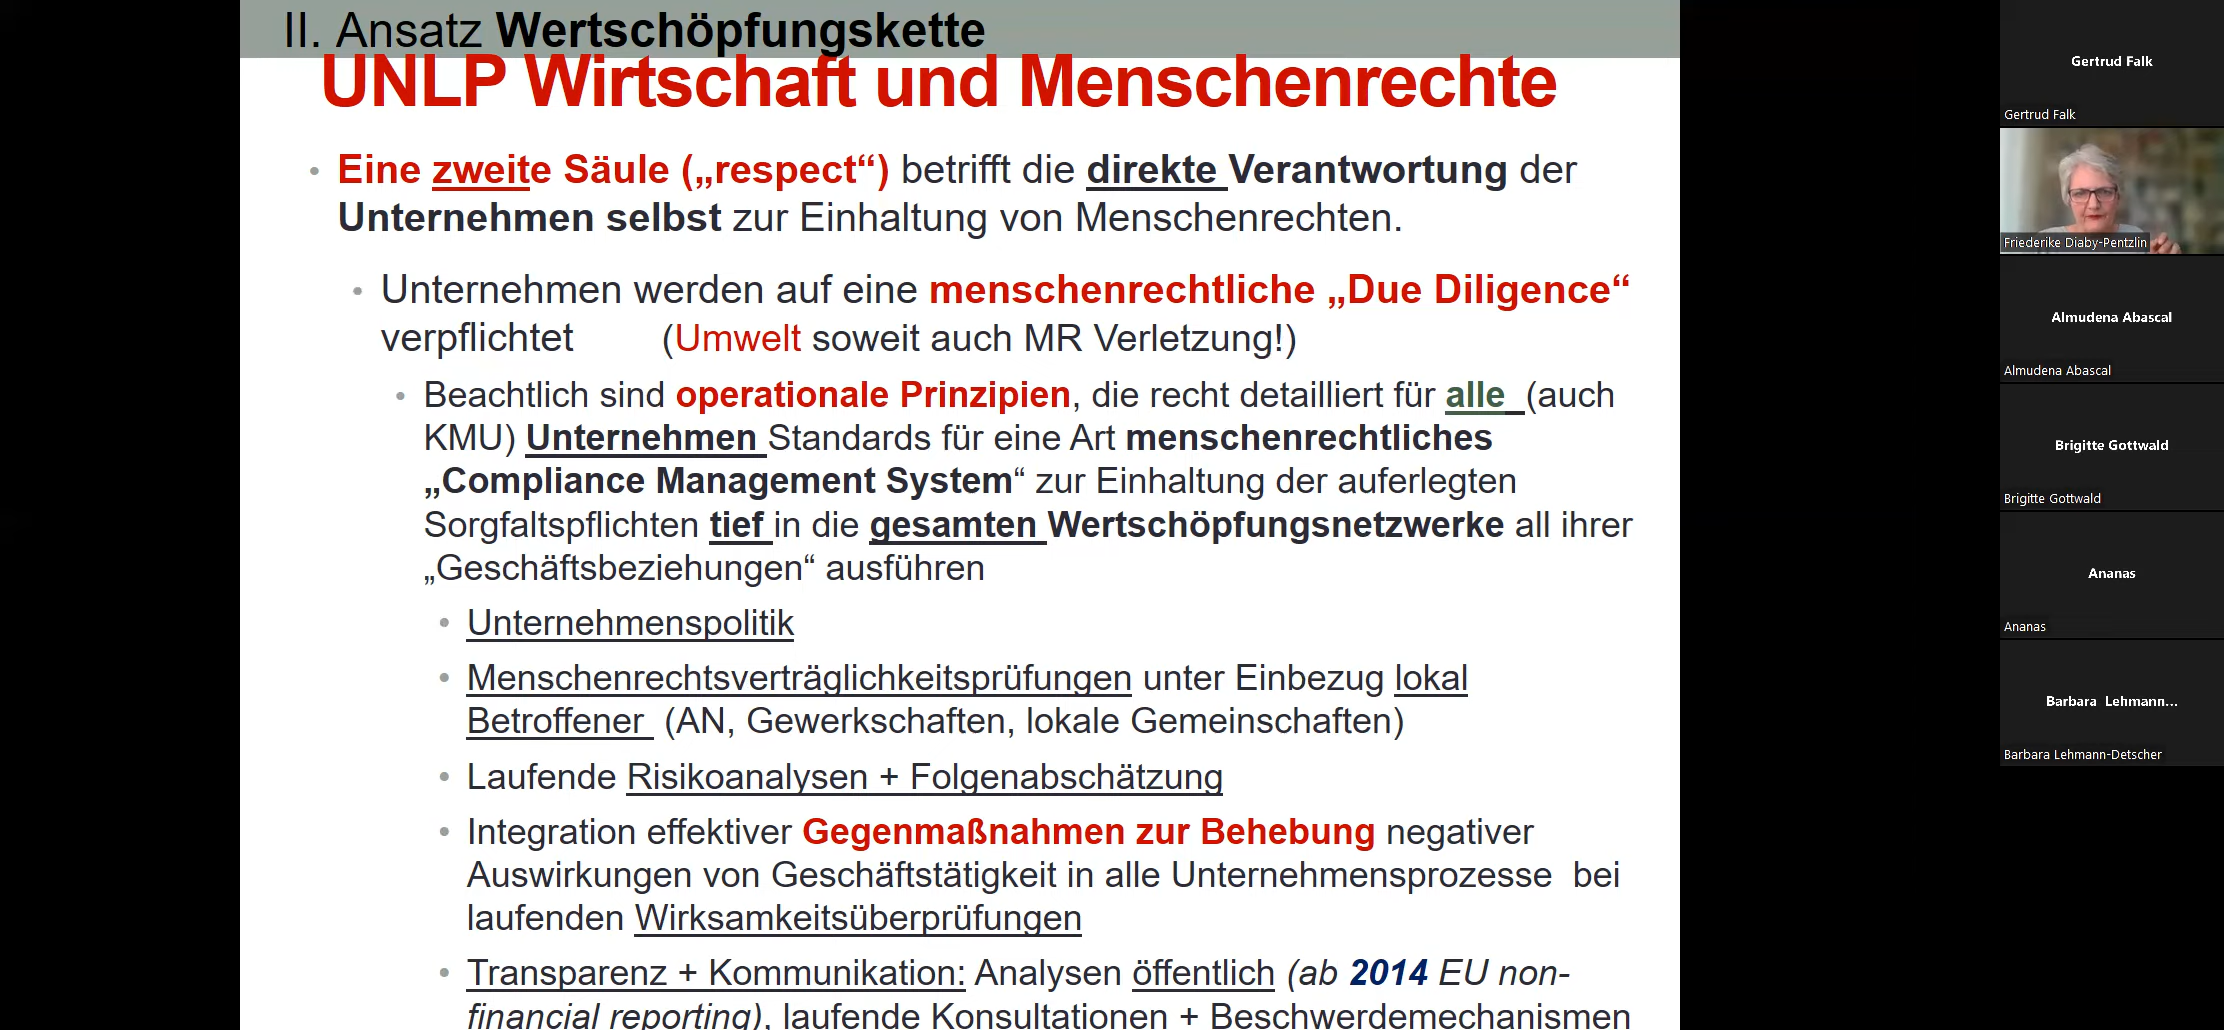 II. Ansatz Wertschöpfungskette
UNLP Wirtschaft und Menschenrechte
• Eine zweite Säule („respect“) betrifft die direkte Verantwortung der
Unternehmen selbst zur Einhaltung von Menschenrechten.
• Unternehmen werden auf eine menschenrechtliche „Due Diligence“
verpflichtet (Umwelt soweit auch MR Verletzung!)
• Beachtlich sind operationale Prinzipien, die recht detailliert für alle (auch
KMU) Unternehmen Standards für eine Art menschenrechtliches
„Compliance Management System“ zur Einhaltung der auferlegten
Sorgfaltspflichten tief in die gesamten Wertschöpfungsnetzwerke all ihrer
„Geschäftsbeziehungen“ ausführen
• Unternehmenspolitik
• Menschenrechtsverträglichkeitsprüfungen unter Einbezug lokal
Betroffener (AN, Gewerkschaften, lokale Gemeinschaften)
• Laufende Risikoanalysen + Folgenabschätzung
• Integration effektiver Gegenmaßnahmen zur Behebung negativer
Auswirkungen von Geschäftstätigkeit in alle Unternehmensprozesse bei
laufenden Wirksamkeitsüberprüfungen
• Transparenz + Kommunikation: Analysen öffentlich (ab 2014 EU non-
financial reporting), laufende Konsultationen + Beschwerdemechanismen
Gertrud Falk
Gertrud Falk
Friederike Diaby-Pentzlin
Almudena Abascal
Almudena Abascal
Brigitte Gottwald
Brigitte Gottwald
Ananas
Ananas
Barbara Lehmann...
Barbara Lehmann-Detscher